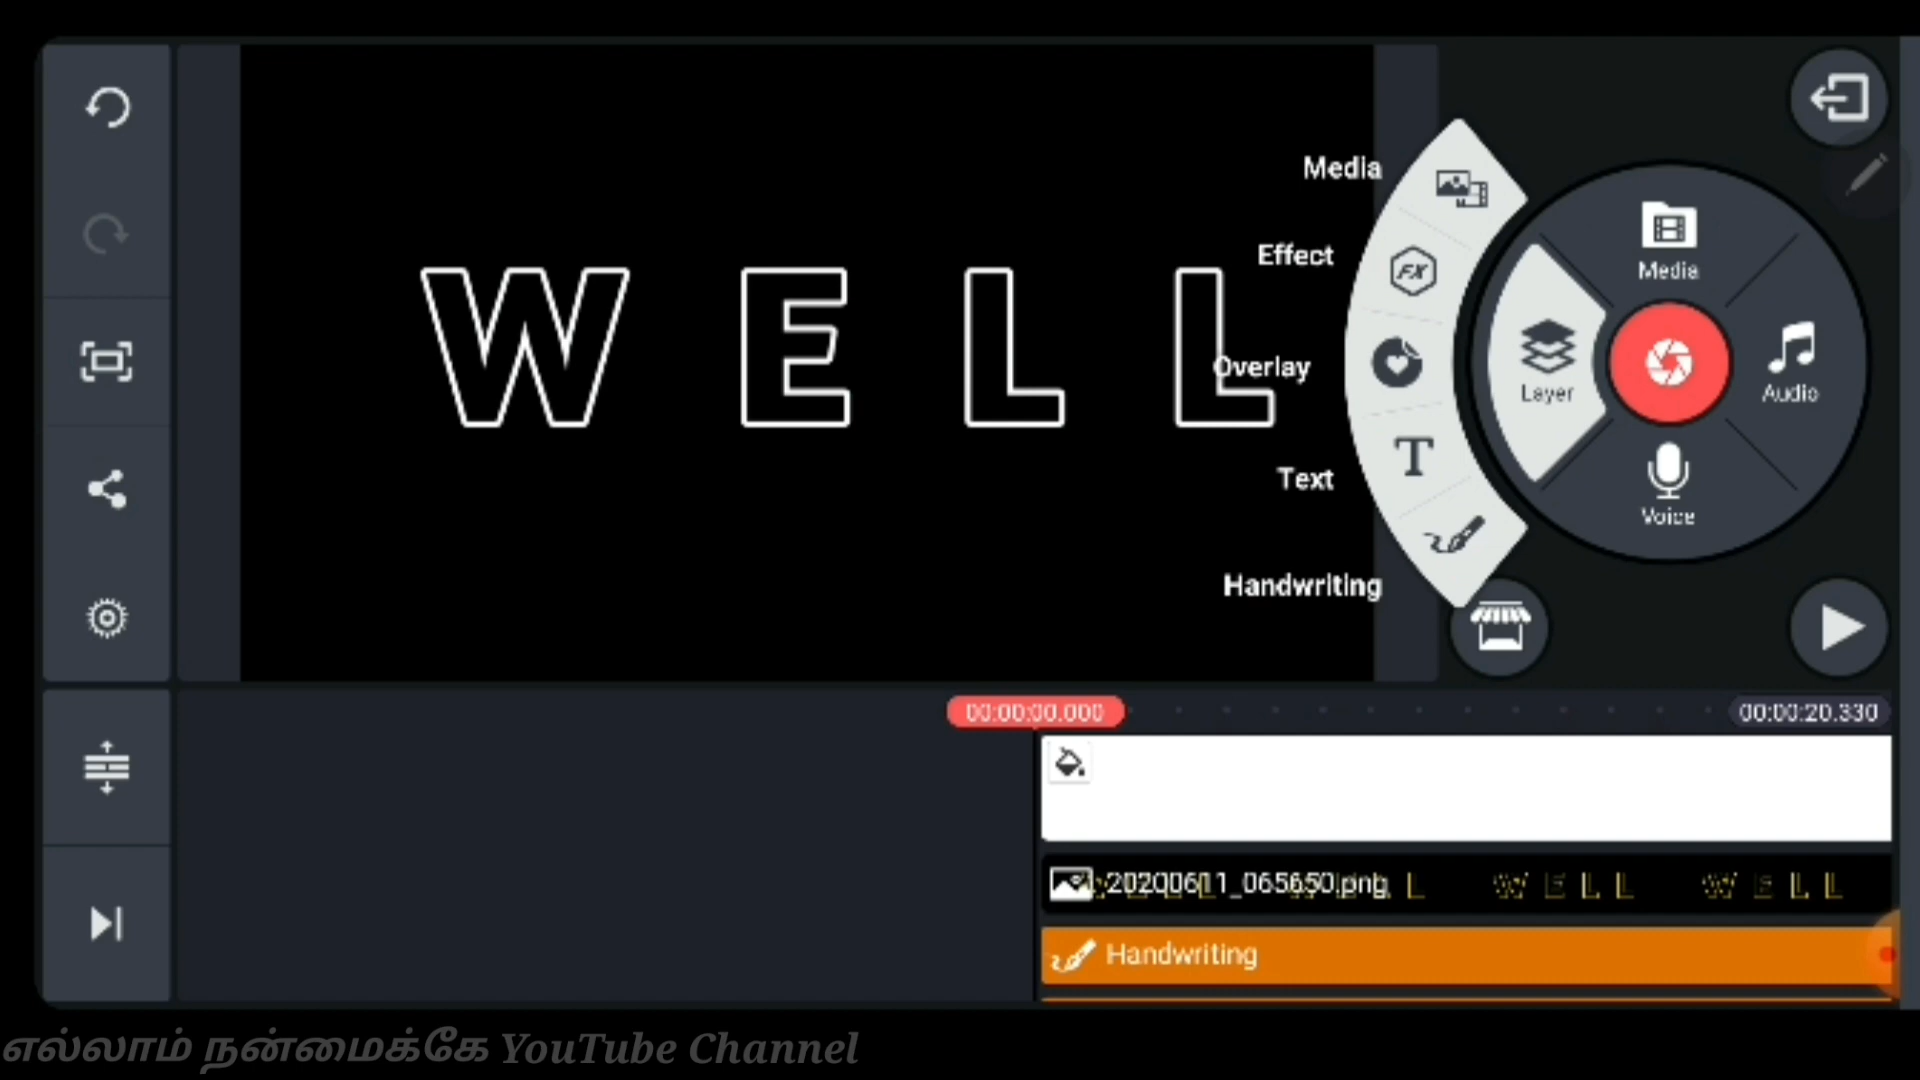 Media
Effect
W E L L
Overlay
Text
Handwriting
Media
Layer
Audio
Voice
FX
T
00:00:00.000
00:00:20.330
20200611_065650.png
L W E L L W E L L
Handwriting
எல்லாம் நன்மைக்கே YouTube Channel